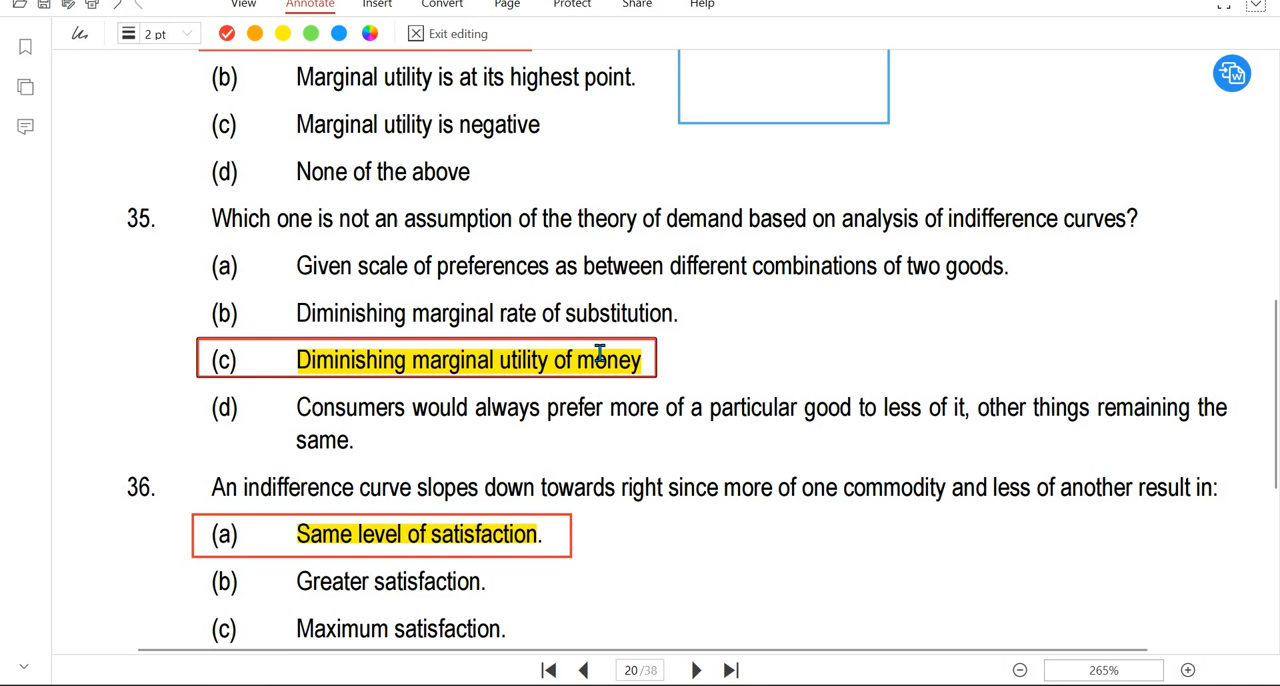 View Annotate Insert Convert Page Protect Share Help
2 pt Exit editing
(b) Marginal utility is at its highest point.
(c) Marginal utility is negative
(d) None of the above
35. Which one is not an assumption of the theory of demand based on analysis of indifference curves?
(a) Given scale of preferences as between different combinations of two goods.
(b) Diminishing marginal rate of substitution.
(c) Diminishing marginal utility of money
(d) Consumers would always prefer more of a particular good to less of it, other things remaining the
same.
36. An indifference curve slopes down towards right since more of one commodity and less of another result in:
(a) Same level of satisfaction.
(b) Greater satisfaction.
(c) Maximum satisfaction.
20/38 265%